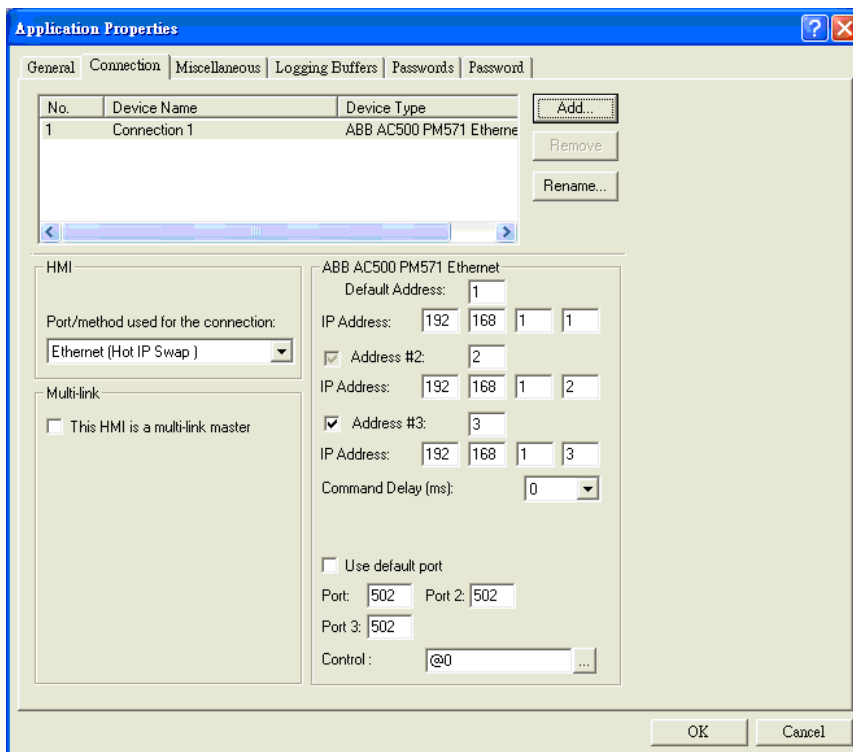 Application Properties
General Connection Miscellaneous Logging Buffers Passwords Password
No. Device Name Device Type
1 Connection 1 ABB AC500 PM571 Etherne
Add...
Remove
Rename...
HMI
Port/method used for the connection:
Ethernet (Hot IP Swap )
Multi-link
This HMI is a multi-link master
ABB AC500 PM571 Ethernet
Default Address: 1
IP Address: 192 168 1 1
Address #2: 2
IP Address: 192 168 1 2
Address #3: 3
IP Address: 192 168 1 3
Command Delay (ms): 0
Use default port
Port: 502 Port 2: 502
Port 3: 502
Control : @0 ...
OK Cancel